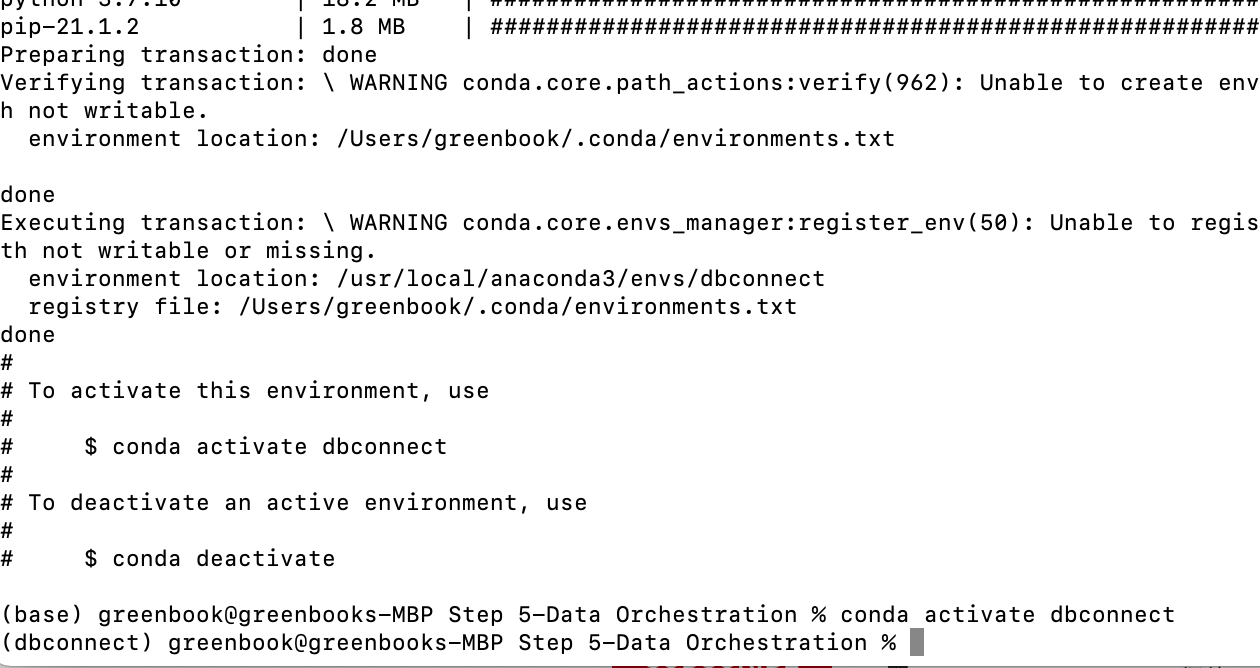 python-3.7.10 | 18.2 MB | ######################################################
pip-21.1.2 | 1.8 MB | ######################################################
Preparing transaction: done
Verifying transaction: \ WARNING conda.core.path_actions:verify(962): Unable to create env
h not writable.
environment location: /Users/greenbook/.conda/environments.txt
done
Executing transaction: \ WARNING conda.core.envs_manager:register_env(50): Unable to regis
th not writable or missing.
environment location: /usr/local/anaconda3/envs/dbconnect
registry file: /Users/greenbook/.conda/environments.txt
done
#
# To activate this environment, use
#
# $ conda activate dbconnect
#
# To deactivate an active environment, use
#
# $ conda deactivate
(base) greenbook@greenbooks-MBP Step 5-Data Orchestration % conda activate dbconnect
(dbconnect) greenbook@greenbooks-MBP Step 5-Data Orchestration %